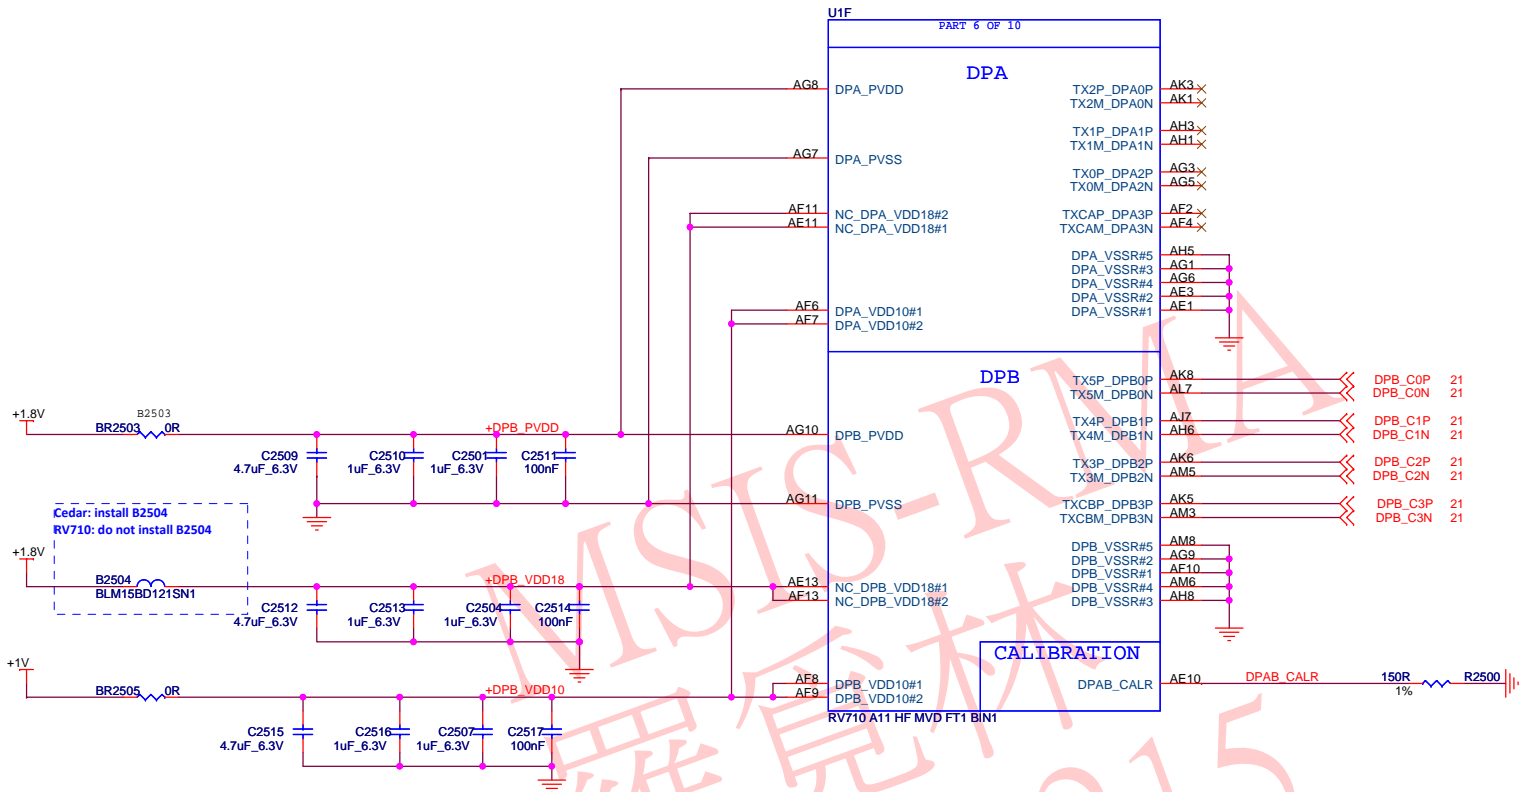 U1F
PART 6 OF 10
DPA
AG8 DPA_PVDD
TX2P_DPA0P AK3
TX2M_DPA0N AK1
TX1P_DPA1P AH3
TX1M_DPA1N AH1
AG7 DPA_PVSS
TX0P_DPA2P AG3
TX0M_DPA2N AG5
AF11 NC_DPA_VDD18#2
TXCAP_DPA3P AF2
AE11 NC_DPA_VDD18#1
TXCAM_DPA3N AF4
DPA_VSSR#5 AH5
DPA_VSSR#3 AG1
DPA_VSSR#4 AG6
DPA_VSSR#2 AE3
DPA_VSSR#1 AE1
AF6 DPA_VDD10#1
AF7 DPA_VDD10#2
DPB
TX5P_DPB0P AK8 DPB_C0P 21
TX5M_DPB0N AL7 DPB_C0N 21
TX4P_DPB1P AJ7 DPB_C1P 21
TX4M_DPB1N AH6 DPB_C1N 21
+1.8V
B2503
BR2503 0R
+DPB_PVDD
AG10 DPB_PVDD
C2509
4.7uF_6.3V
C2510
1uF_6.3V
C2501
1uF_6.3V
C2511
100nF
TX3P_DPB2P AK6 DPB_C2P 21
TX3M_DPB2N AM5 DPB_C2N 21
AG11 DPB_PVSS
TXCBP_DPB3P AK5 DPB_C3P 21
TXCBM_DPB3N AM3 DPB_C3N 21
Cedar: install B2504
RV710: do not install B2504
DPB_VSSR#5 AM8
DPB_VSSR#2 AG9
DPB_VSSR#1 AF10
DPB_VSSR#4 AM6
DPB_VSSR#3 AH8
+1.8V
B2504
BLM15BD121SN1
+DPB_VDD18
AE13 NC_DPB_VDD18#1
AF13 NC_DPB_VDD18#2
C2512
4.7uF_6.3V
C2513
1uF_6.3V
C2504
1uF_6.3V
C2514
100nF
CALIBRATION
+1V
BR2505 0R
+DPB_VDD10
AF8 DPB_VDD10#1
AF9 DPB_VDD10#2
DPAB_CALR AE10 DPAB_CALR 150R R2500
1%
RV710 A11 HF MVD FT1 BIN1
C2515
4.7uF_6.3V
C2516
1uF_6.3V
C2507
1uF_6.3V
C2517
100nF
MSIS-RMA
羅覓林
215